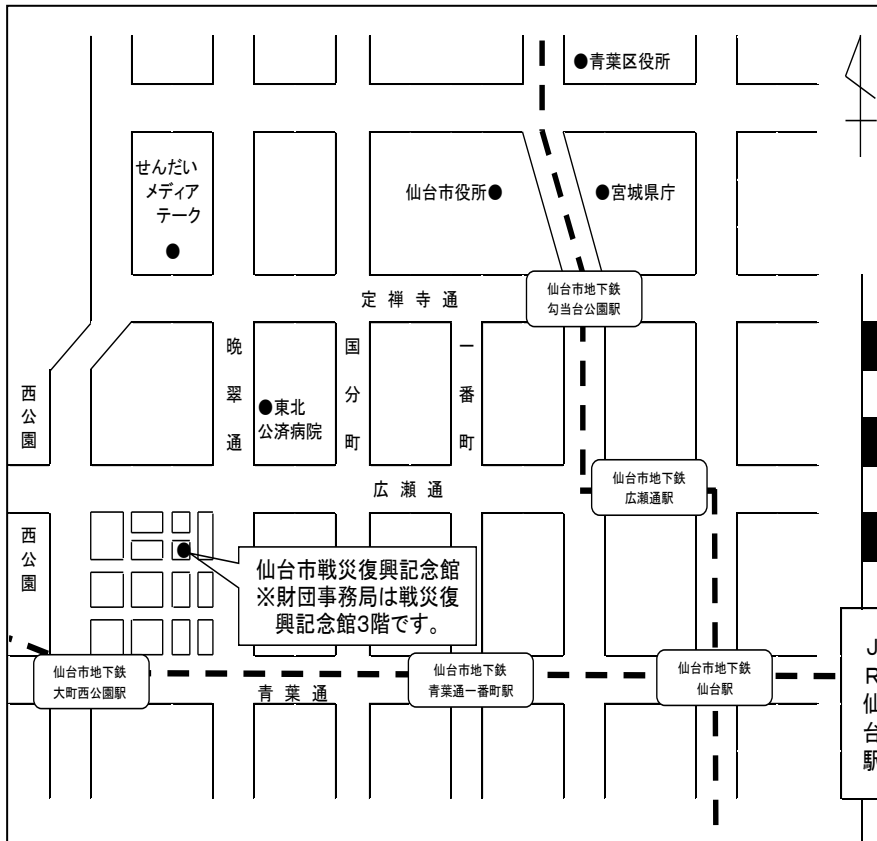 青葉区役所
せんだい
メディア
テーク
仙台市役所
宮城県庁
仙台市地下鉄
勾当台公園駅
定禅寺通
晩翠通
国分町
一番町
西公園
東北
公済病院
仙台市地下鉄
広瀬通駅
広瀬通
西公園
仙台市戦災復興記念館
※財団事務局は戦災復
興記念館3階です。
仙台市地下鉄
大町西公園駅
仙台市地下鉄
青葉通一番町駅
仙台市地下鉄
仙台駅
青葉通
JR仙台駅